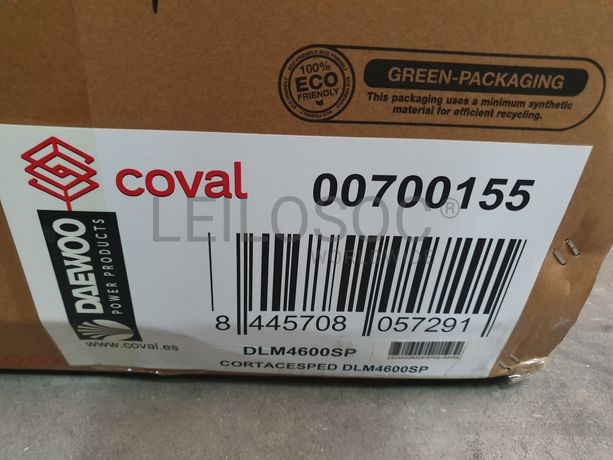 100%
ECO
FRIENDLY
GREEN-PACKAGING
This packaging uses a minimum synthetic
material for efficient recycling.
coval
00700155
LEILOSOC®
WORLDWIDE
DAEWOO
POWER PRODUCTS
8 445708 057291
www.coval.es
DLM4600SP
CORTACESPED DLM4600SP